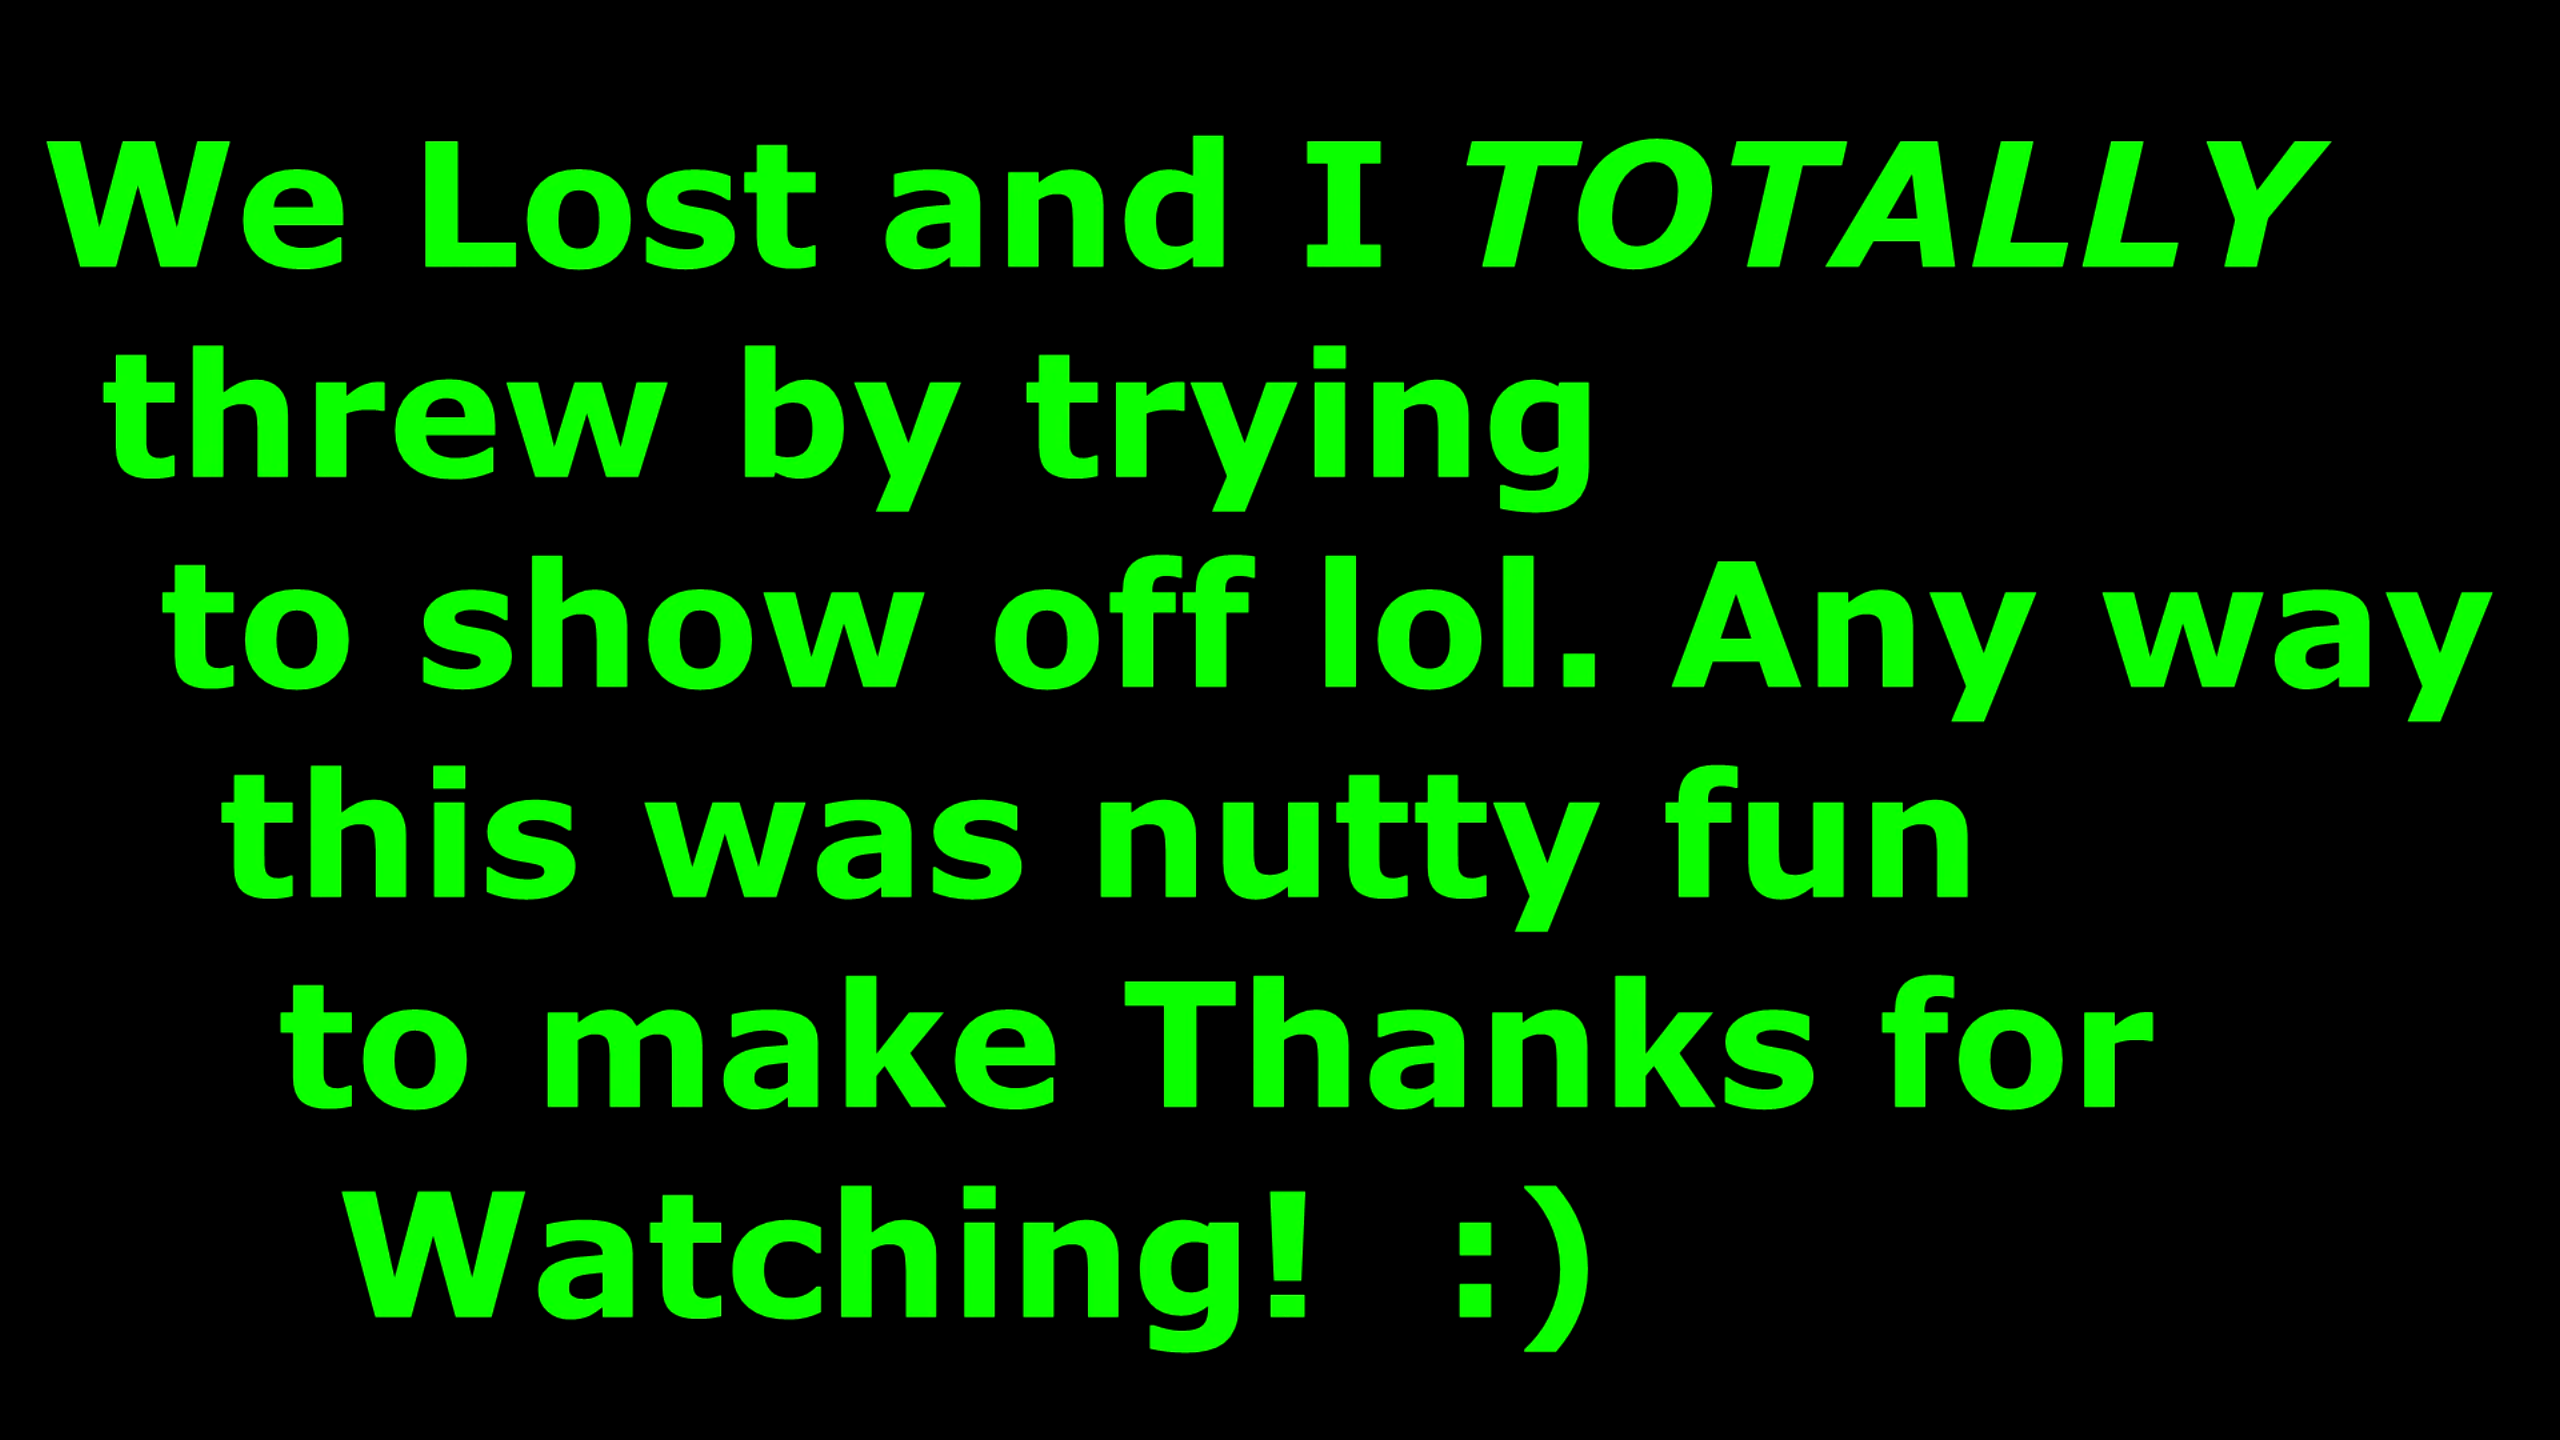 We Lost and I TOTALLY
threw by trying
to show off lol. Any way
this was nutty fun
to make Thanks for
Watching!  :)